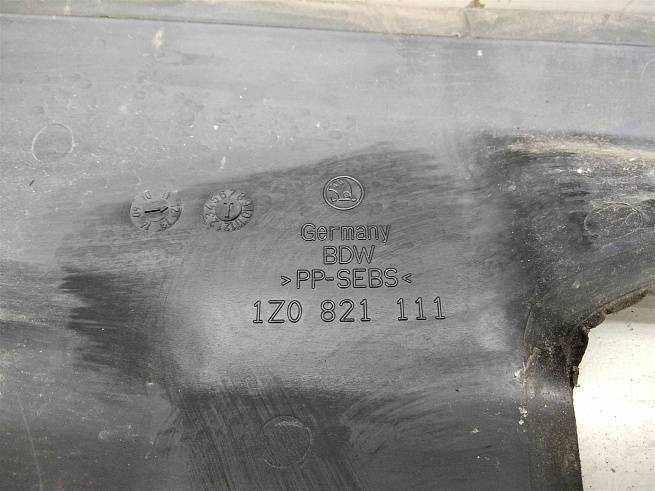 Germany
BDW
>PP-SEBS<
1Z0 821 111